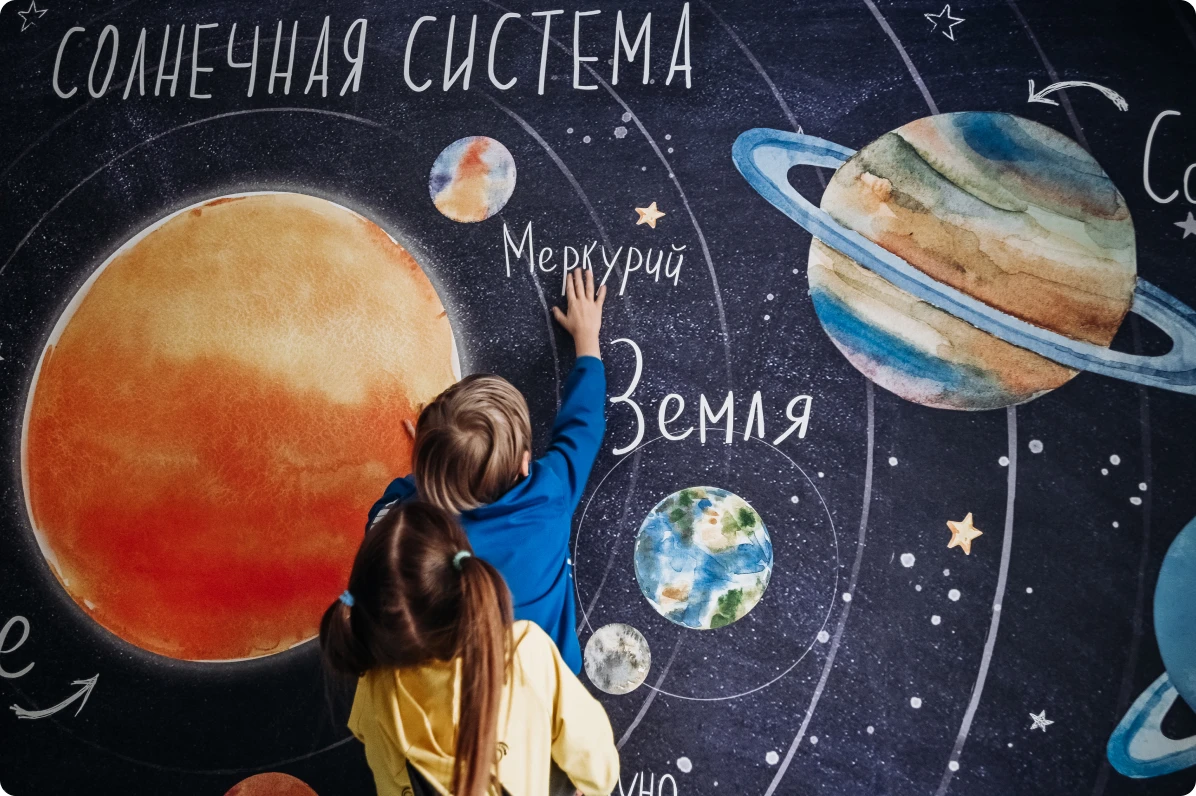 СОЛНЕЧНАЯ СИСТЕМА
Меркурий
Земля